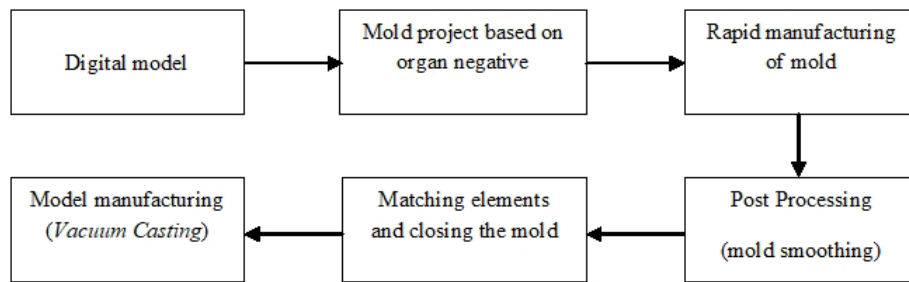 Digital model
Mold project based on
organ negative
Rapid manufacturing
of mold
Post Processing
(mold smoothing)
Matching elements
and closing the mold
Model manufacturing
(Vacuum Casting)